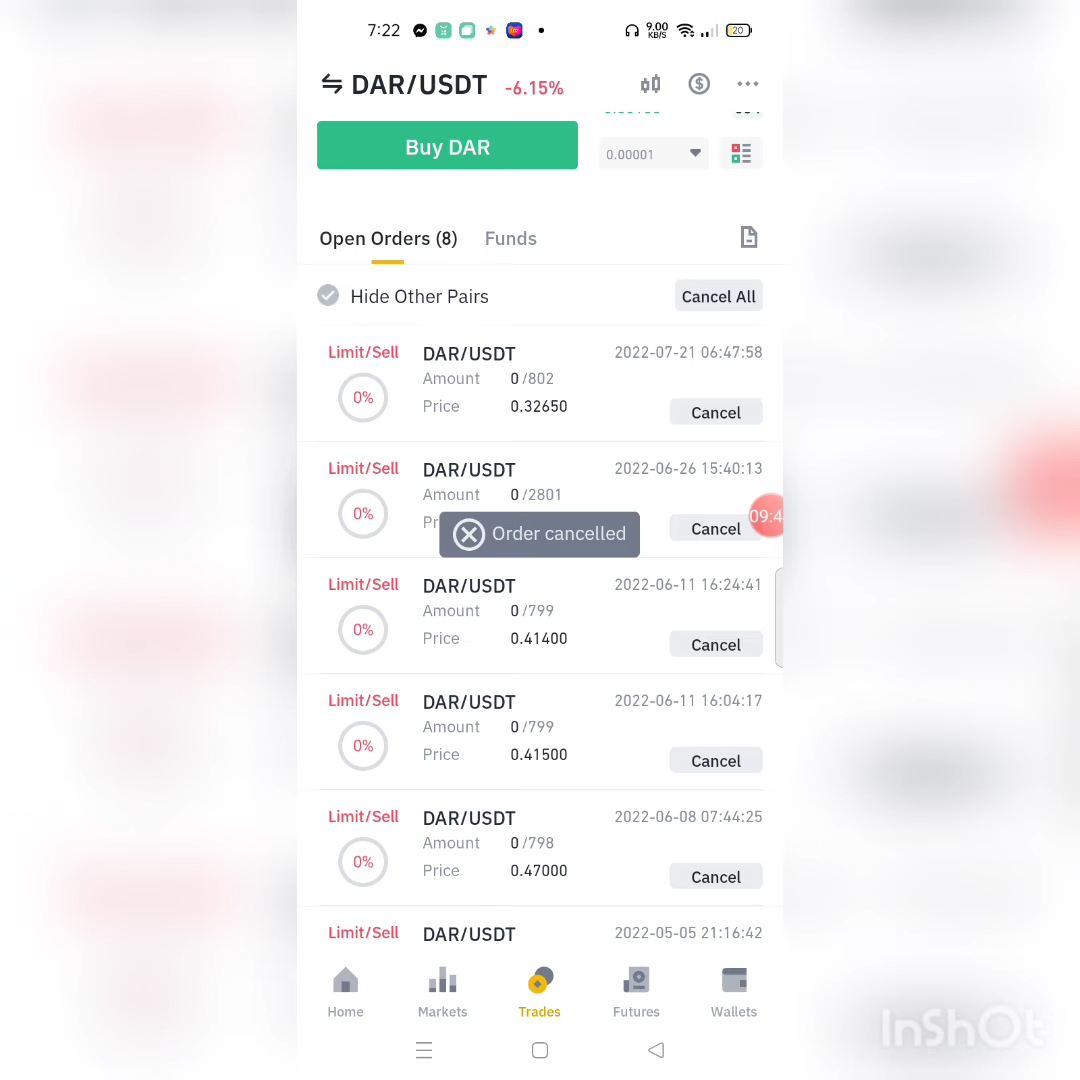 7:22
9.00
KB/S
20
DAR/USDT -6.15%
Buy DAR
0.00001
Open Orders (8) Funds
Hide Other Pairs Cancel All
Limit/Sell DAR/USDT 2022-07-21 06:47:58
Amount 0 /802
0%
Price 0.32650
Cancel
Limit/Sell DAR/USDT 2022-06-26 15:40:13
Amount 0 /2801
0%
Pr
Order cancelled
Cancel
09:4
Limit/Sell DAR/USDT 2022-06-11 16:24:41
Amount 0 /799
0%
Price 0.41400
Cancel
Limit/Sell DAR/USDT 2022-06-11 16:04:17
Amount 0 /799
0%
Price 0.41500
Cancel
Limit/Sell DAR/USDT 2022-06-08 07:44:25
Amount 0 /798
0%
Price 0.47000
Cancel
Limit/Sell DAR/USDT 2022-05-05 21:16:42
Home Markets Trades Futures Wallets
InShOt